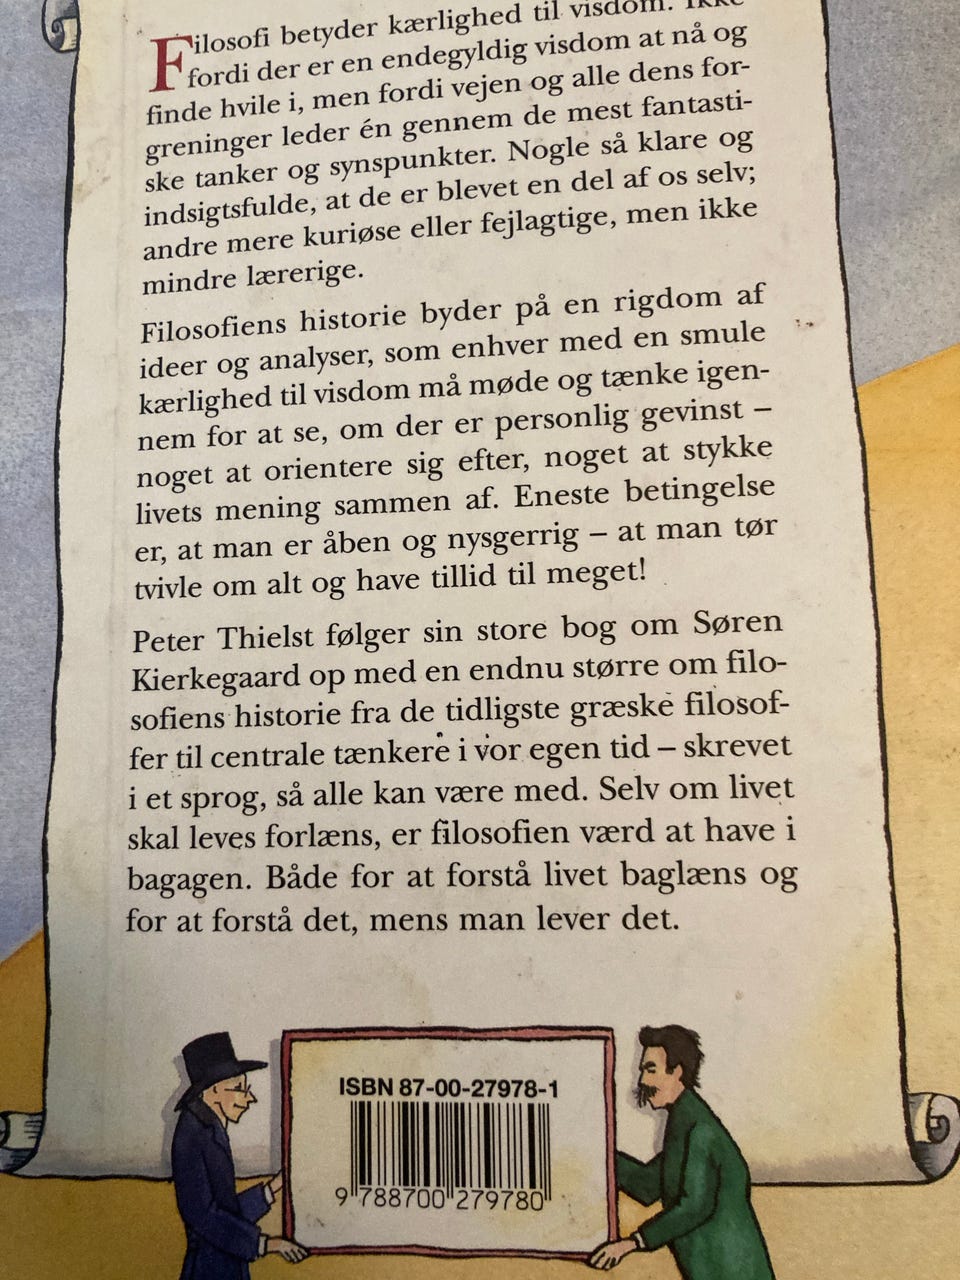 Filosofi betyder kærlighed til visdom. Ikke
fordi der er en endegyldig visdom at nå og
finde hvile i, men fordi vejen og alle dens for-
greninger leder én gennem de mest fantasti-
ske tanker og synspunkter. Nogle så klare og
indsigtsfulde, at de er blevet en del af os selv;
andre mere kuriøse eller fejlagtige, men ikke
mindre lærerige.
Filosofiens historie byder på en rigdom af
ideer og analyser, som enhver med en smule
kærlighed til visdom må møde og tænke igen-
nem for at se, om der er personlig gevinst –
noget at orientere sig efter, noget at stykke
livets mening sammen af. Eneste betingelse
er, at man er åben og nysgerrig – at man tør
tvivle om alt og have tillid til meget!
Peter Thielst følger sin store bog om Søren
Kierkegaard op med en endnu større om filo-
sofiens historie fra de tidligste græske filosof-
fer til centrale tænkere i vor egen tid – skrevet
i et sprog, så alle kan være med. Selv om livet
skal leves forlæns, er filosofien værd at have i
bagagen. Både for at forstå livet baglæns og
for at forstå det, mens man lever det.
ISBN 87-00-27978-1
9 788700 279780